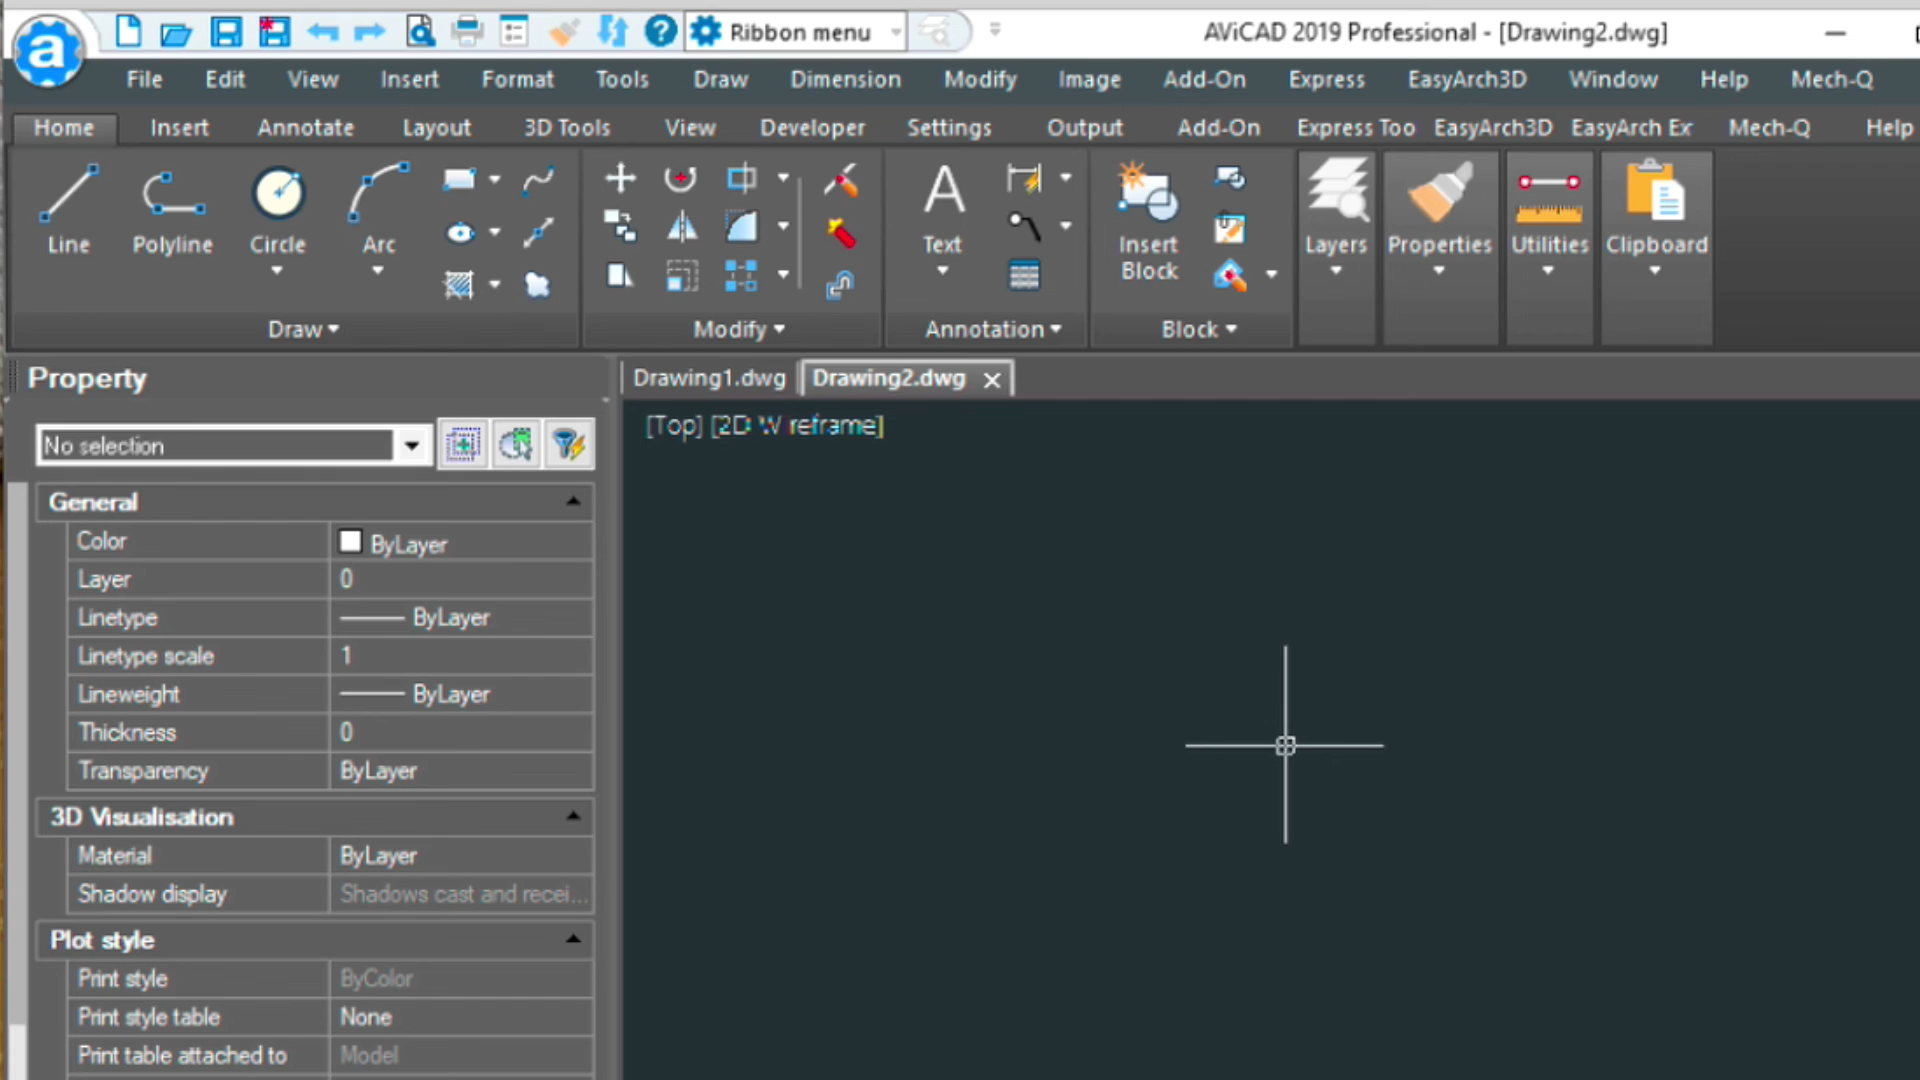 Ribbon menu
AViCAD 2019 Professional - [Drawing2.dwg]
File Edit View Insert Format Tools Draw Dimension Modify Image Add-On Express EasyArch3D Window Help Mech-Q
Home Insert Annotate Layout 3D Tools View Developer Settings Output Add-On Express Too EasyArch3D EasyArch Ex Mech-Q Help
Line Polyline Circle Arc Text Insert Block Layers Properties Utilities Clipboard
Draw Modify Annotation Block
Property
Drawing1.dwg Drawing2.dwg
[Top] [2D W reframe]
No selection
General
Color ByLayer
Layer 0
Linetype ByLayer
Linetype scale 1
Lineweight ByLayer
Thickness 0
Transparency ByLayer
3D Visualisation
Material ByLayer
Shadow display Shadows cast and recei...
Plot style
Print style ByColor
Print style table None
Print table attached to Model